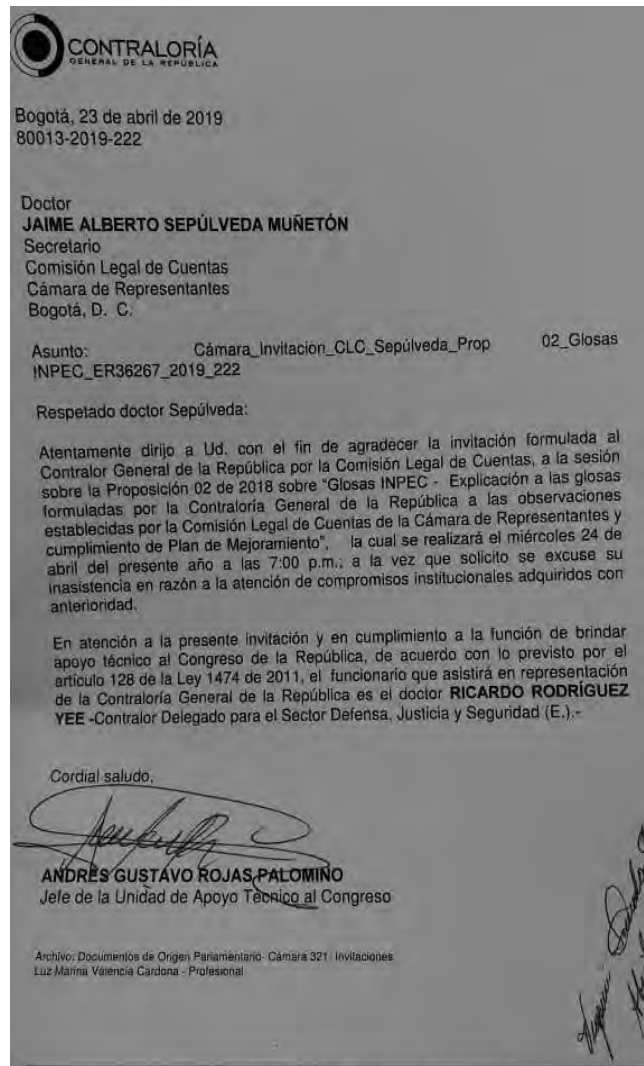 CONTRALORÍA
GENERAL DE LA REPÚBLICA
Bogotá, 23 de abril de 2019
80013-2019-222
Doctor
JAIME ALBERTO SEPÚLVEDA MUÑETÓN
Secretario
Comisión Legal de Cuentas
Cámara de Representantes
Bogotá, D. C.
Asunto: Cámara_Invitacion_CLC_Sepúlveda_Prop 02_Glosas
INPEC_ER36267_2019_222
Respetado doctor Sepúlveda:
Atentamente dirijo a Ud. con el fin de agradecer la invitación formulada al
Contralor General de la República por la Comisión Legal de Cuentas, a la sesión
sobre la Proposición 02 de 2018 sobre "Glosas INPEC - Explicación a las glosas
formuladas por la Contraloría General de la República a las observaciones
establecidas por la Comisión Legal de Cuentas de la Cámara de Representantes y
cumplimiento de Plan de Mejoramiento", la cual se realizará el miércoles 24 de
abril del presente año a las 7:00 p.m.; a la vez que solicito se excuse su
inasistencia en razón a la atención de compromisos institucionales adquiridos con
anterioridad.
En atención a la presente invitación y en cumplimiento a la función de brindar
apoyo técnico al Congreso de la República, de acuerdo con lo previsto por el
artículo 128 de la Ley 1474 de 2011, el funcionario que asistirá en representación
de la Contraloría General de la República es el doctor RICARDO RODRÍGUEZ
YEE -Contralor Delegado para el Sector Defensa, Justicia y Seguridad (E.).-
Cordial saludo,
ANDRÉS GUSTAVO ROJAS PALOMINO
Jefe de la Unidad de Apoyo Técnico al Congreso
Archivo: Documentos de Origen Parlamentario- Cámara 321 Invitaciones
Luz Marina Valencia Cardona - Profesional